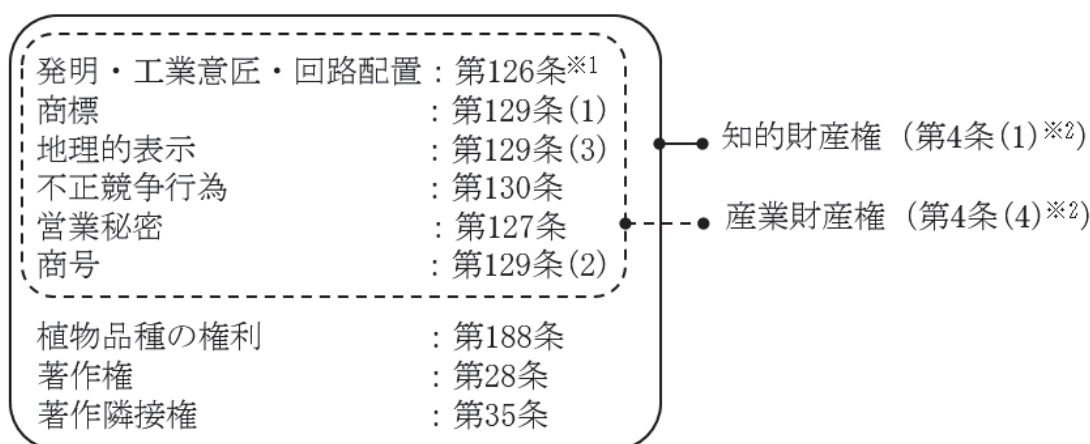 発明・工業意匠・回路配置：第126条※1
商標：第129条(1)
地理的表示：第129条(3)
不正競争行為：第130条
営業秘密：第127条
商号：第129条(2)
植物品種の権利：第188条
著作権：第28条
著作隣接権：第35条
知的財産権（第4条(1)※2)
産業財産権（第4条(4)※2)